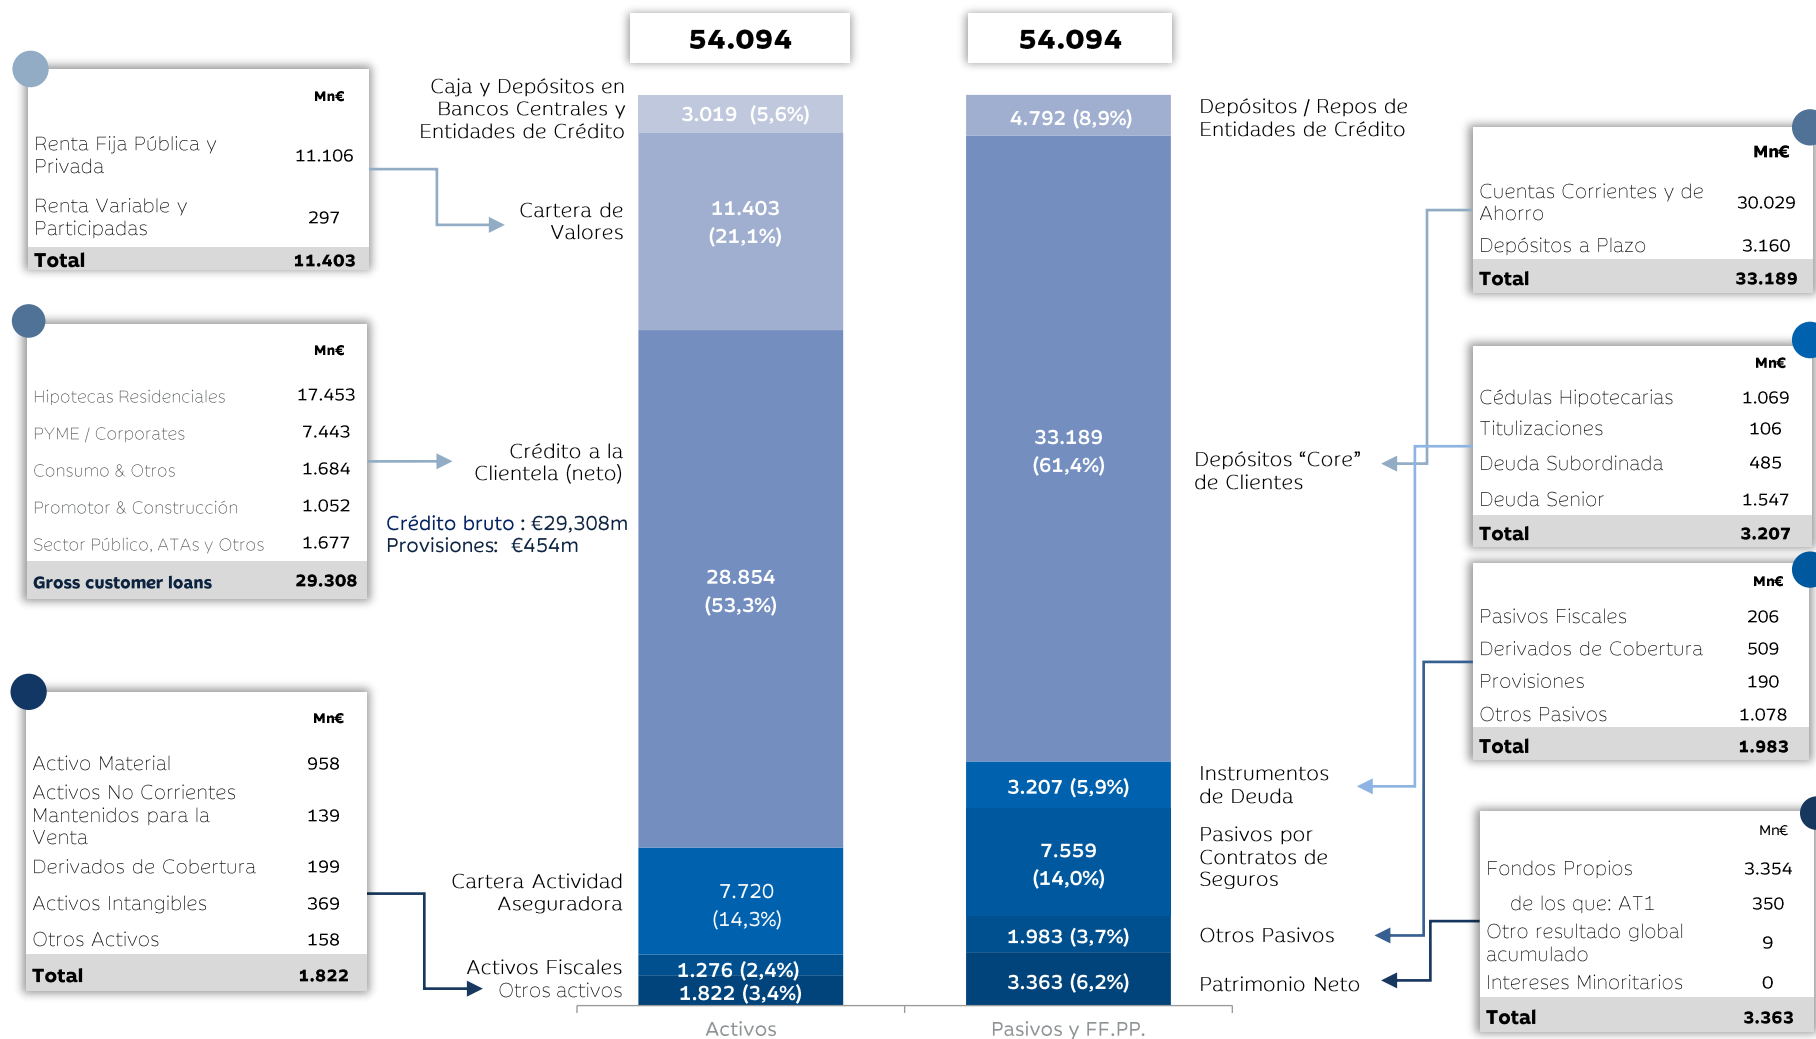 54.094
54.094
Mn€
Renta Fija Pública y
Privada
11.106
Renta Variable y
Participadas
297
Total 11.403
Mn€
Hipotecas Residenciales 17.453
PYME / Corporates 7.443
Consumo & Otros 1.684
Promotor & Construcción 1.052
Sector Público, ATAs y Otros 1.677
Gross customer loans 29.308
Mn€
Activo Material 958
Activos No Corrientes
Mantenidos para la
Venta
139
Derivados de Cobertura 199
Activos Intangibles 369
Otros Activos 158
Total 1.822
Caja y Depósitos en
Bancos Centrales y
Entidades de Crédito
Cartera de
Valores
Crédito a la
Clientela (neto)
Crédito bruto : €29,308m
Provisiones: €454m
Cartera Actividad
Aseguradora
Activos Fiscales
Otros activos
3.019 (5,6%)
11.403
(21,1%)
28.854
(53,3%)
7.720
(14,3%)
1.276 (2,4%)
1.822 (3,4%)
Activos
4.792 (8,9%)
33.189
(61,4%)
3.207 (5,9%)
7.559
(14,0%)
1.983 (3,7%)
3.363 (6,2%)
Pasivos y FF.PP.
Depósitos / Repos de
Entidades de Crédito
Depósitos “Core”
de Clientes
Instrumentos
de Deuda
Pasivos por
Contratos de
Seguros
Otros Pasivos
Patrimonio Neto
Mn€
Cuentas Corrientes y de
Ahorro
30.029
Depósitos a Plazo 3.160
Total 33.189
Mn€
Cédulas Hipotecarias 1.069
Titulizaciones 106
Deuda Subordinada 485
Deuda Senior 1.547
Total 3.207
Mn€
Pasivos Fiscales 206
Derivados de Cobertura 509
Provisiones 190
Otros Pasivos 1.078
Total 1.983
Mn€
Fondos Propios 3.354
de los que: AT1 350
Otro resultado global
acumulado
9
Intereses Minoritarios 0
Total 3.363